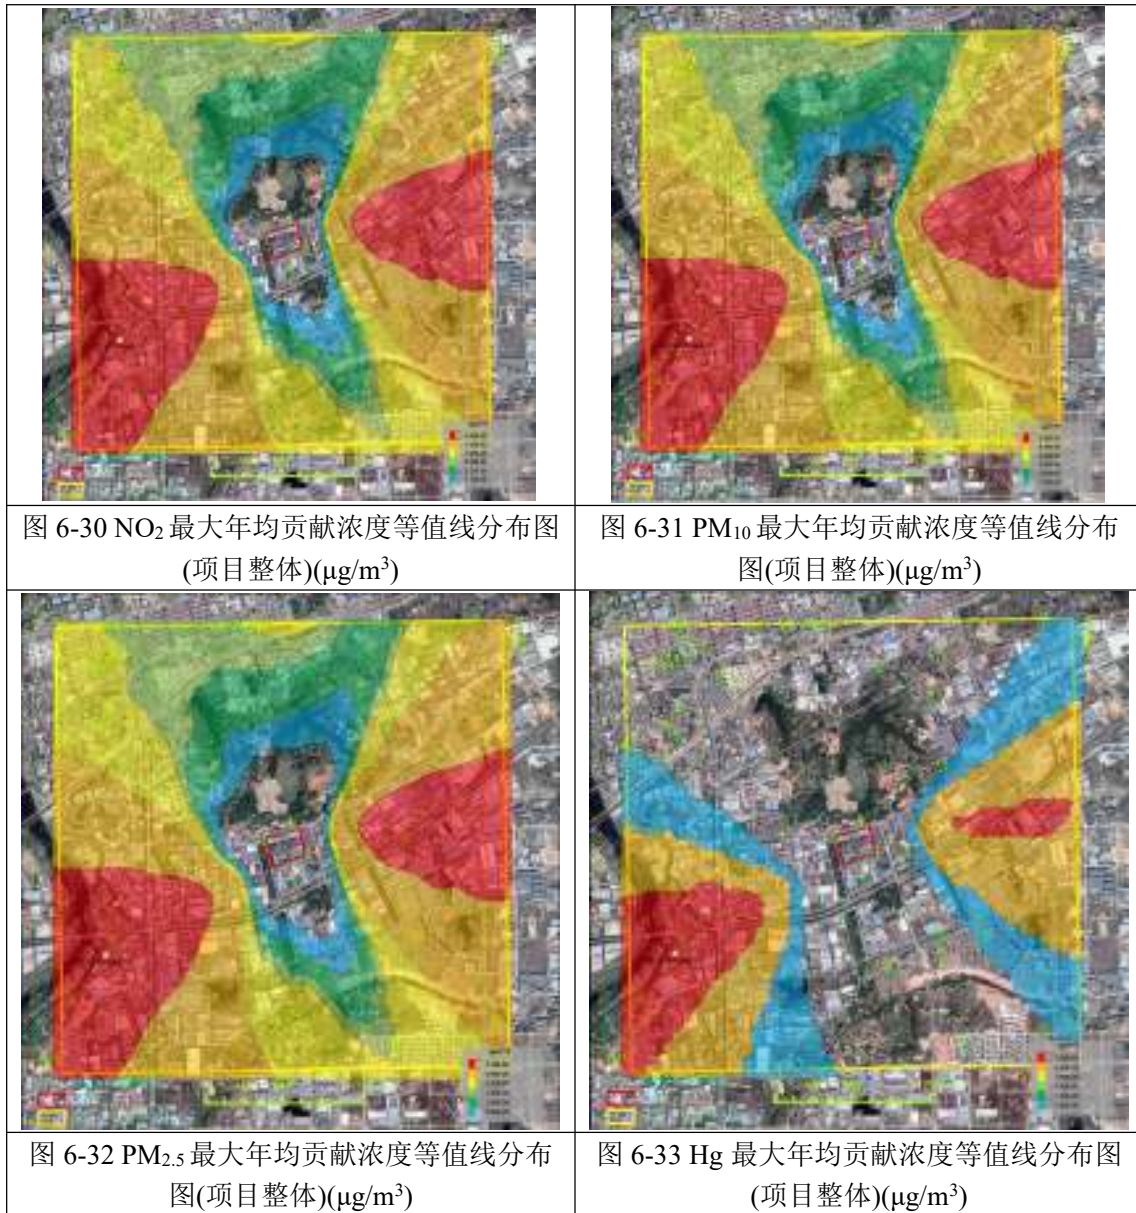 图 6-30 NO₂ 最大年均贡献浓度等值线分布图
(项目整体)(μg/m³)
图 6-31 PM₁₀ 最大年均贡献浓度等值线分布
图(项目整体)(μg/m³)
图 6-32 PM₂.₅ 最大年均贡献浓度等值线分布
图(项目整体)(μg/m³)
图 6-33 Hg 最大年均贡献浓度等值线分布图
(项目整体)(μg/m³)